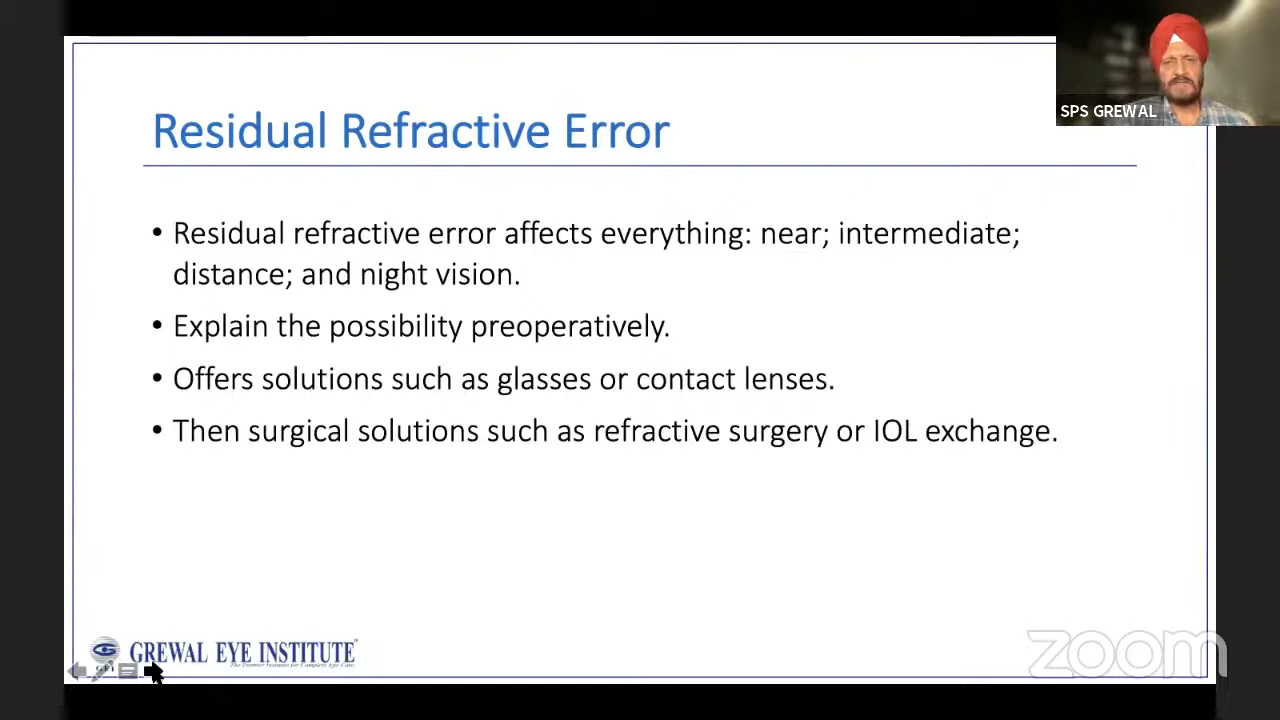 SPS GREWAL
Residual Refractive Error
• Residual refractive error affects everything: near; intermediate;
distance; and night vision.
• Explain the possibility preoperatively.
• Offers solutions such as glasses or contact lenses.
• Then surgical solutions such as refractive surgery or IOL exchange.
GREWAL EYE INSTITUTE
zoom